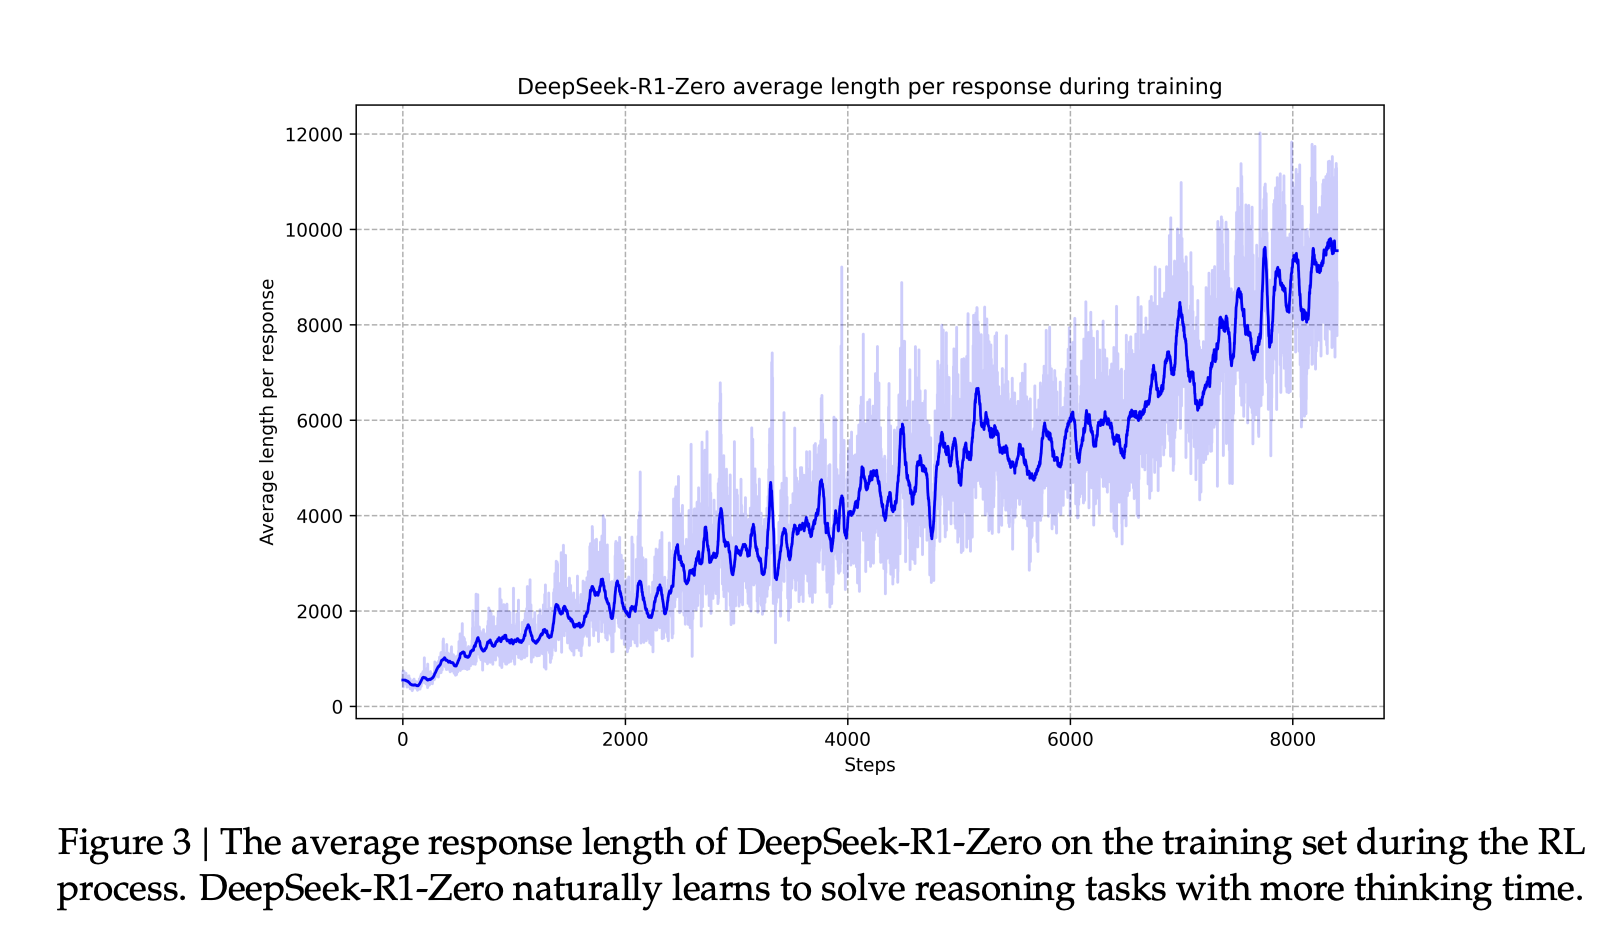 DeepSeek-R1-Zero average length per response during training
12000
10000
8000
6000
4000
2000
0
Average length per response
0 2000 4000 6000 8000
Steps
Figure 3 | The average response length of DeepSeek-R1-Zero on the training set during the RL
process. DeepSeek-R1-Zero naturally learns to solve reasoning tasks with more thinking time.